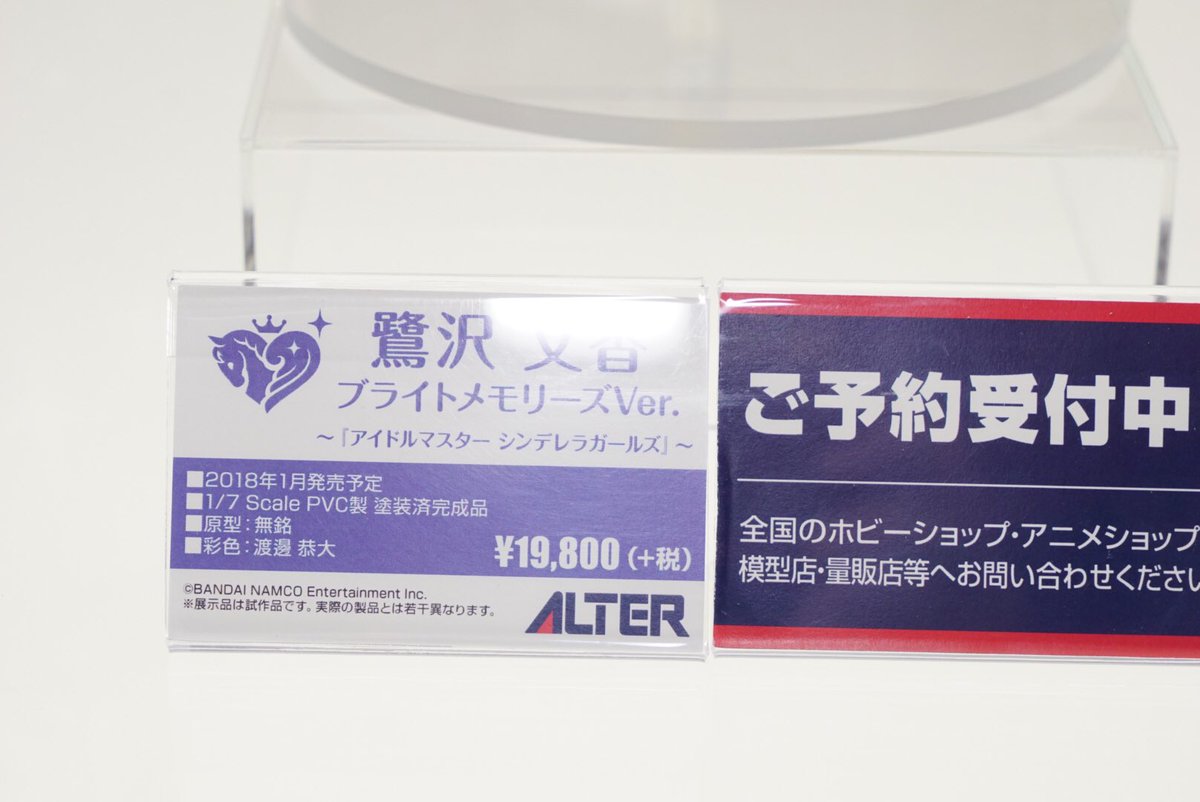 鷺沢 文香
ブライトメモリーズVer.
～『アイドルマスター シンデレラガールズ』～
■2018年1月発売予定
■1/7 Scale PVC製 塗装済完成品
■原型：無銘
■彩色：渡邊 恭大
¥19,800(+税)
©BANDAI NAMCO Entertainment Inc.
※展示品は試作品です。実際の製品とは若干異なります。
ALTER
ご予約受付中
全国のホビーショップ・アニメショップ
模型店・量販店等へお問い合わせください